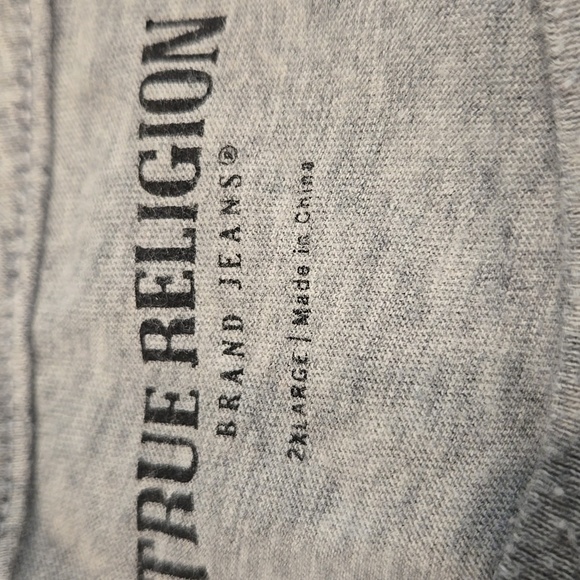 TRUE RELIGION
BRAND JEANS®
2XLARGE | Made in China